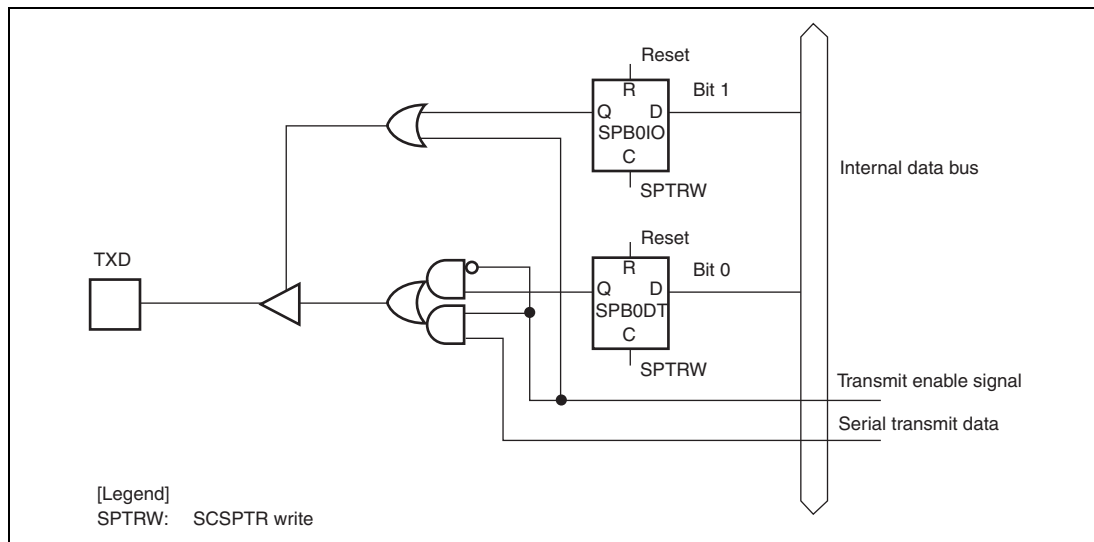 Reset
R
Bit 1
Q D
SPB0IO
C
SPTRW
Internal data bus
Reset
R
Bit 0
Q D
SPB0DT
C
SPTRW
TXD
Transmit enable signal
Serial transmit data
[Legend]
SPTRW: SCSPTR write